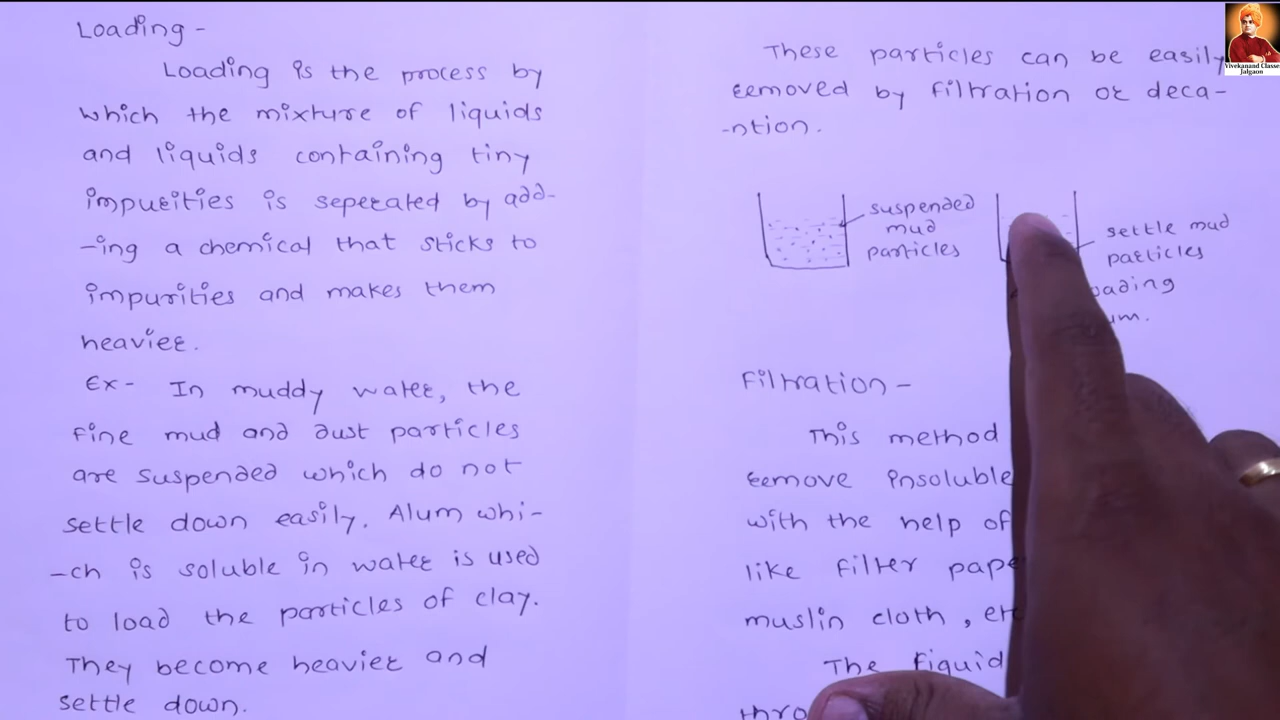 Loading -
Loading is the process by
which the mixture of liquids
and liquids containing tiny
impurities is seperated by add-
-ing a chemical that sticks to
impurities and makes them
heavier.
Ex- In muddy water, the
fine mud and dust particles
are suspended which do not
settle down easily. Alum whi-
-ch is soluble in water is used
to load the particles of clay.
They become heavier and
settle down.
These particles can be easily
removed by filtration or deca-
-ntion.
suspended
mud
particles
settle mud
particles
Filtration -
This method
remove insoluble
with the help of
like filter
muslin cloth,
The
Vivekanand Classes
Jalgaon